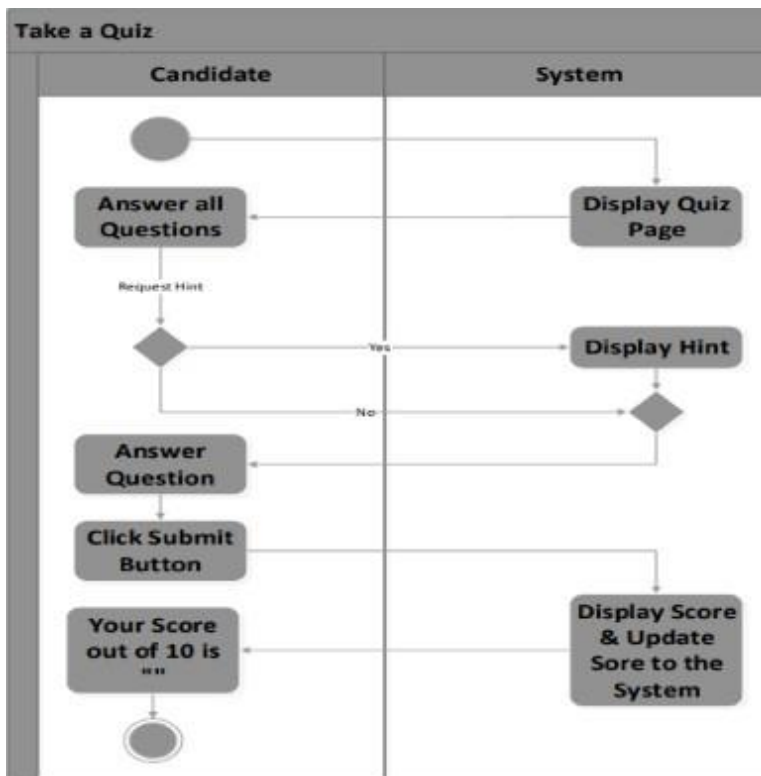 Take a Quiz
Candidate
System
Answer all
Questions
Display Quiz
Page
Request Hint
Yes
Display Hint
No
Answer
Question
Click Submit
Button
Your Score
out of 10 is
""
Display Score
& Update
Sore to the
System